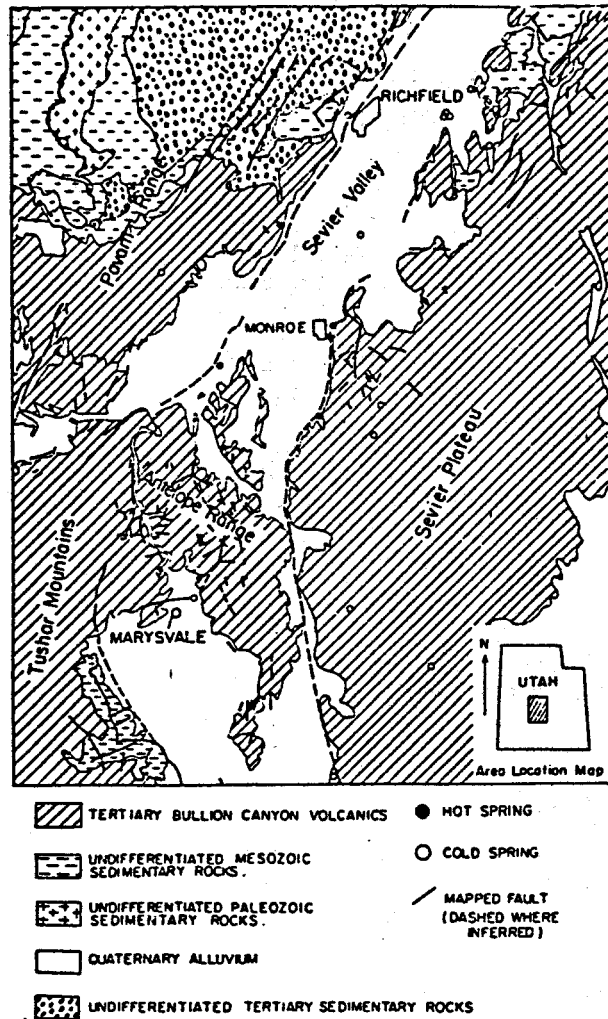 RICHFIELD
Pavant Range
Sevier Valley
MONROE
Sevier Plateau
Antelope Range
Tushar Mountains
MARYSVALE
N
UTAH
Area Location Map
TERTIARY BULLION CANYON VOLCANICS
UNDIFFERENTIATED MESOZOIC
SEDIMENTARY ROCKS.
UNDIFFERENTIATED PALEOZOIC
SEDIMENTARY ROCKS.
QUATERNARY ALLUVIUM
UNDIFFERENTIATED TERTIARY SEDIMENTARY ROCKS
HOT SPRING
COLD SPRING
MAPPED FAULT
(DASHED WHERE
INFERRED)